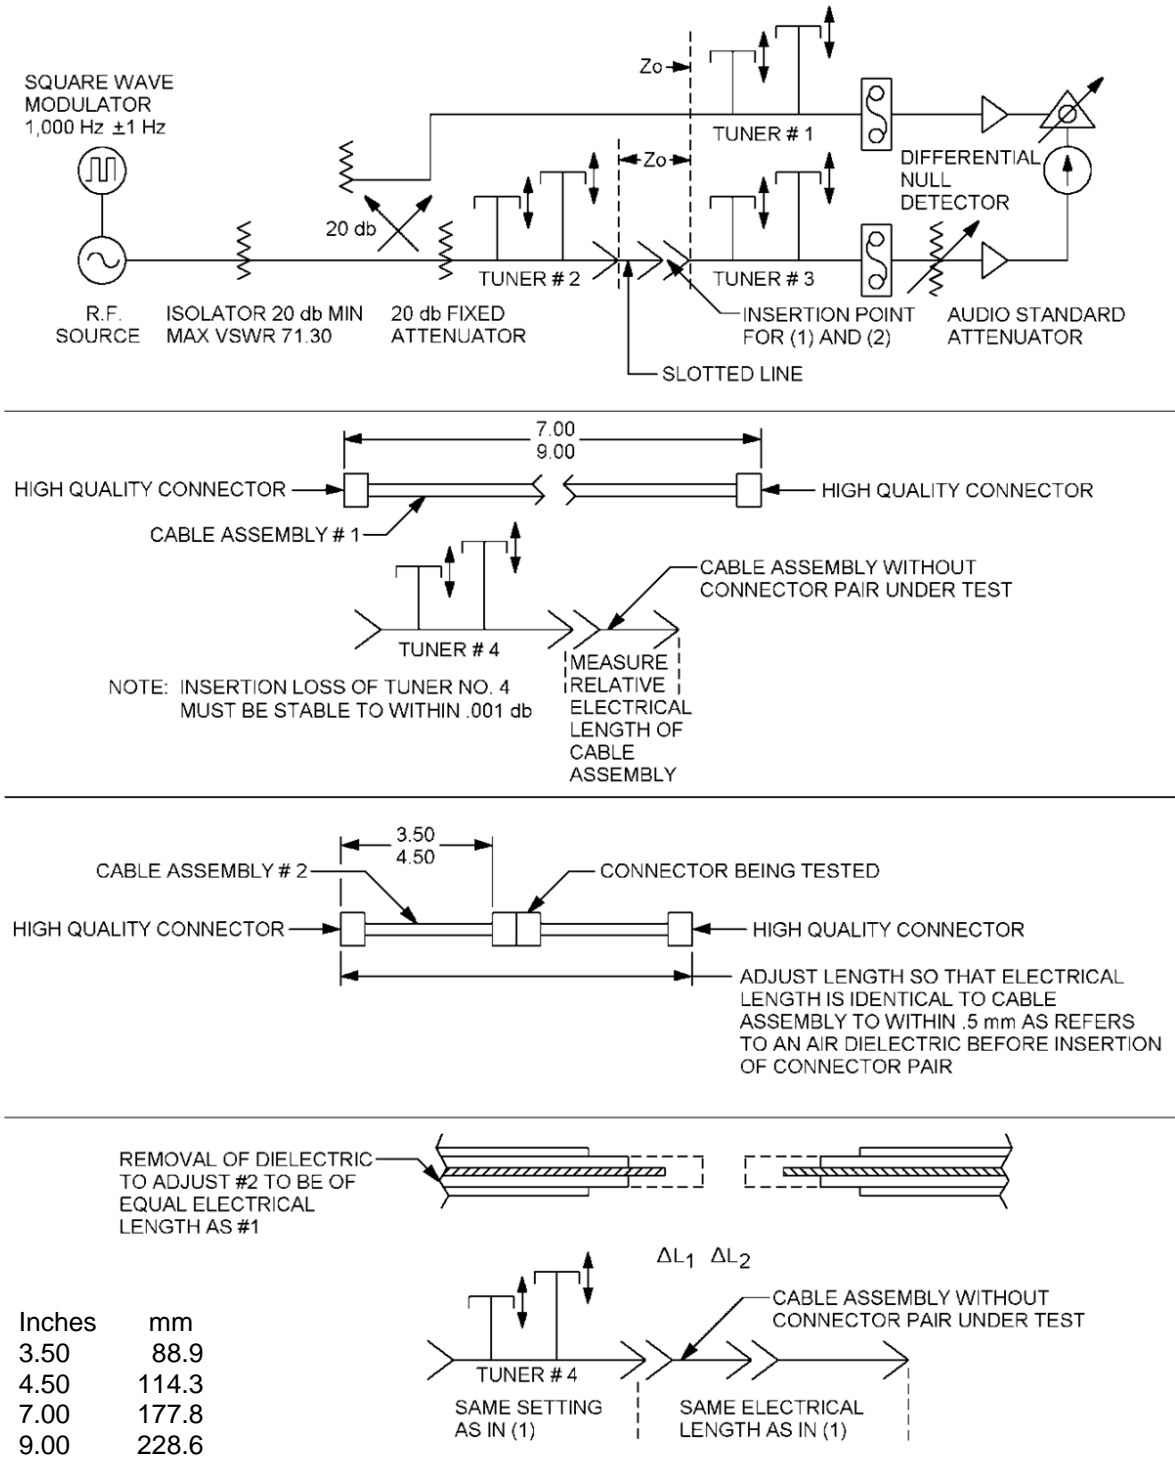 SQUARE WAVE
MODULATOR
1,000 Hz ±1 Hz
Zo
TUNER # 1
Zo
DIFFERENTIAL
NULL
DETECTOR
20 db
TUNER # 2
TUNER # 3
R.F.
SOURCE
ISOLATOR 20 db MIN
MAX VSWR 71.30
20 db FIXED
ATTENUATOR
INSERTION POINT
FOR (1) AND (2)
AUDIO STANDARD
ATTENUATOR
SLOTTED LINE
7.00
9.00
HIGH QUALITY CONNECTOR
HIGH QUALITY CONNECTOR
CABLE ASSEMBLY # 1
CABLE ASSEMBLY WITHOUT
CONNECTOR PAIR UNDER TEST
TUNER # 4
NOTE: INSERTION LOSS OF TUNER NO. 4
MUST BE STABLE TO WITHIN .001 db
MEASURE
RELATIVE
ELECTRICAL
LENGTH OF
CABLE
ASSEMBLY
3.50
4.50
CABLE ASSEMBLY # 2
CONNECTOR BEING TESTED
HIGH QUALITY CONNECTOR
HIGH QUALITY CONNECTOR
ADJUST LENGTH SO THAT ELECTRICAL
LENGTH IS IDENTICAL TO CABLE
ASSEMBLY TO WITHIN .5 mm AS REFERS
TO AN AIR DIELECTRIC BEFORE INSERTION
OF CONNECTOR PAIR
REMOVAL OF DIELECTRIC
TO ADJUST #2 TO BE OF
EQUAL ELECTRICAL
LENGTH AS #1
ΔL1 ΔL2
CABLE ASSEMBLY WITHOUT
CONNECTOR PAIR UNDER TEST
TUNER # 4
SAME SETTING
AS IN (1)
SAME ELECTRICAL
LENGTH AS IN (1)
Inches mm
3.50 88.9
4.50 114.3
7.00 177.8
9.00 228.6